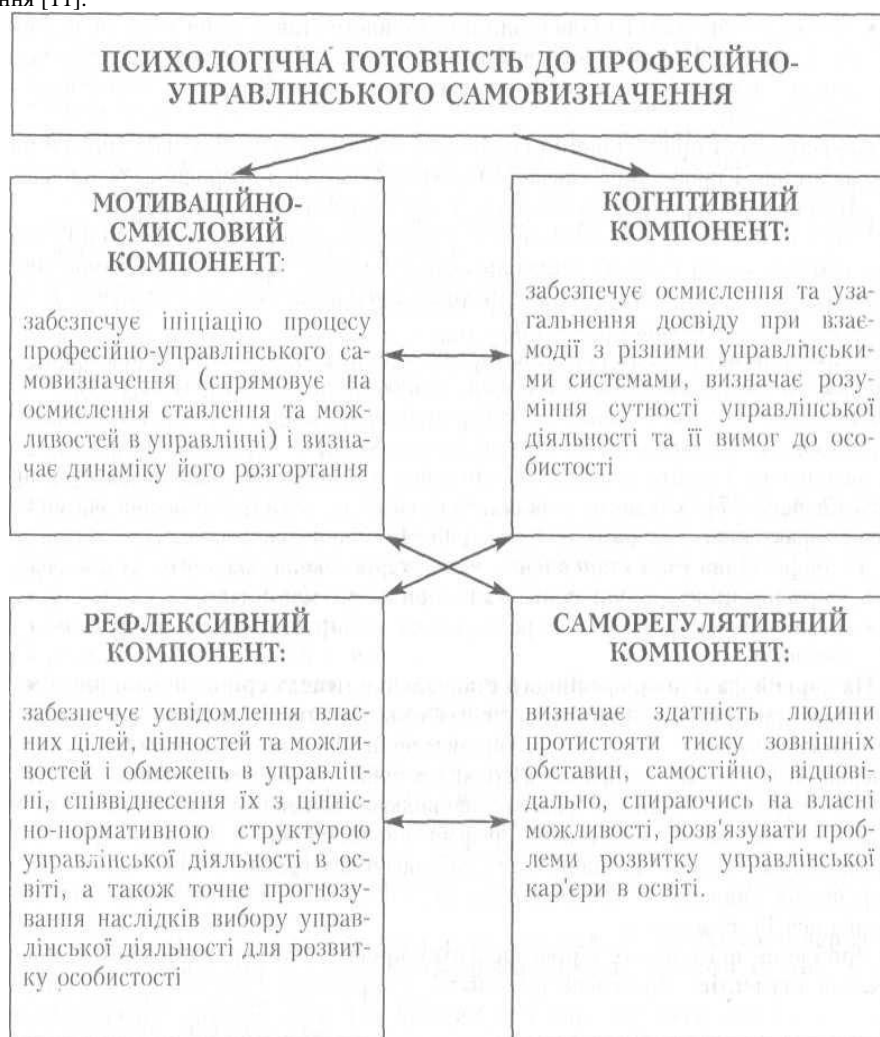 ння [11].
ПСИХОЛОГІЧНА ГОТОВНІСТЬ ДО ПРОФЕСІЙНО-
УПРАВЛІНСЬКОГО САМОВИЗНАЧЕННЯ
МОТИВАЦІЙНО-
СМИСЛОВИЙ
КОМПОНЕНТ:
забезпечує ініціацію процесу
професійно-управлінського са-
мовизначення (спрямовує на
осмислення ставлення та мож-
ливостей в управлінні) і визна-
чає динаміку його розгортання
КОГНІТИВНИЙ
КОМПОНЕНТ:
забезпечує осмислення та уза-
гальнення досвіду при взає-
модії з різними управлінськи-
ми системами, визначає розу-
міння сутності управлінської
діяльності та її вимог до осо-
бистості
РЕФЛЕКСИВНИЙ
КОМПОНЕНТ:
забезпечує усвідомлення влас-
них цілей, цінностей та можли-
востей і обмежень в управлін-
ні, співвіднесення їх з ціннісно-
но-нормативною структурою
управлінської діяльності в ос-
віті, а також точне прогнозу-
вання наслідків вибору управ-
лінської діяльності для розвит-
ку особистості
САМОРЕГУЛЯТИВНИЙ
КОМПОНЕНТ:
визначає здатність людини
протистояти тиску зовнішніх
обставин, самостійно, відпові-
дально, спираючись на власні
можливості, розв'язувати проб-
леми розвитку управлінської
кар'єри в освіті.